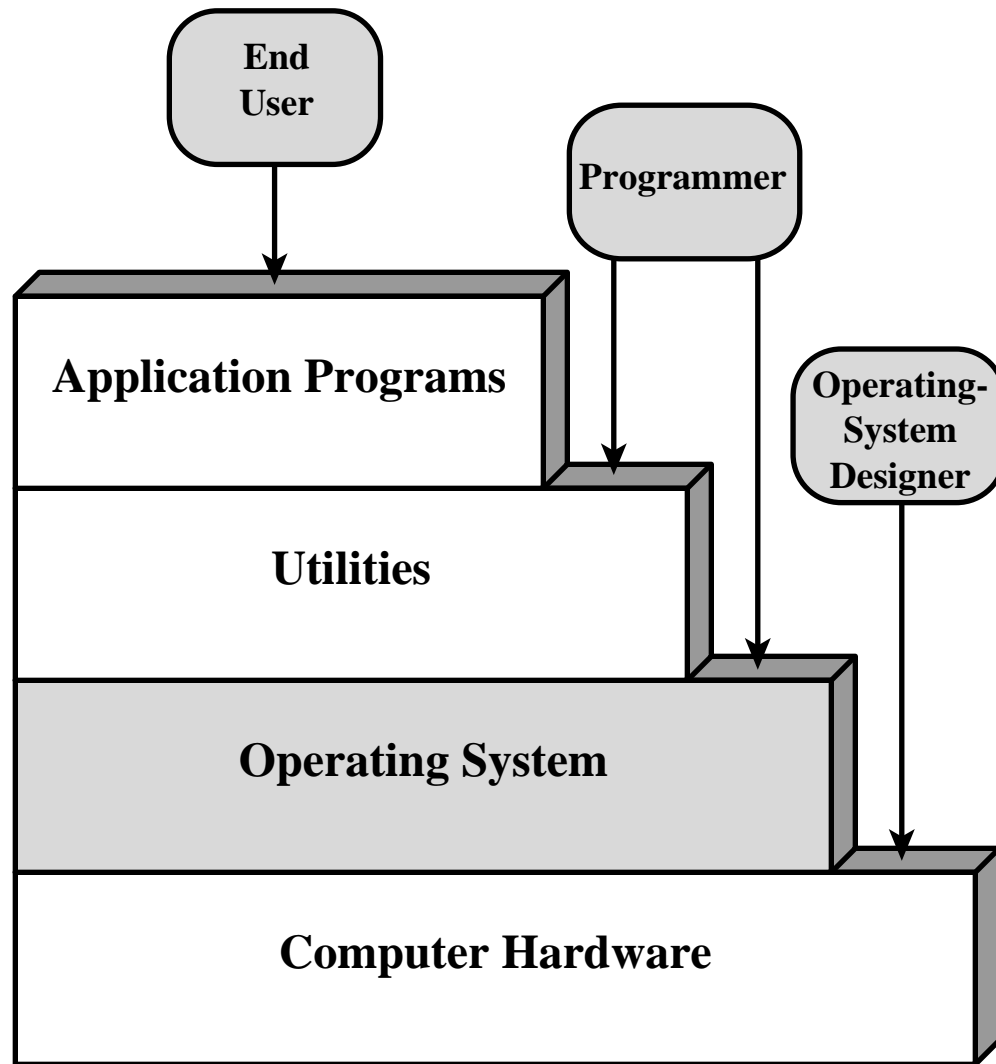 End
User
Programmer
Application Programs
Operating-
System
Designer
Utilities
Operating System
Computer Hardware